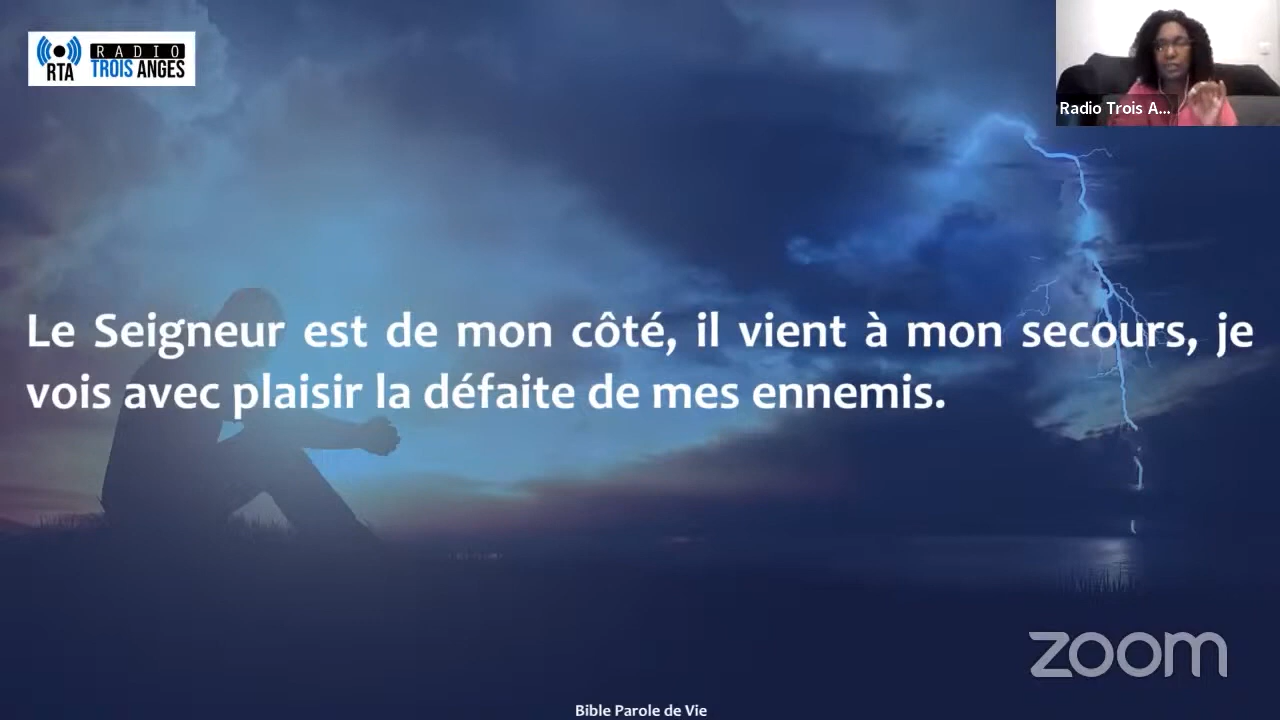 RTA
RADIO
TROIS ANGES
Radio Trois A...
Le Seigneur est de mon côté, il vient à mon secours, je
vois avec plaisir la défaite de mes ennemis.
zoom
Bible Parole de Vie